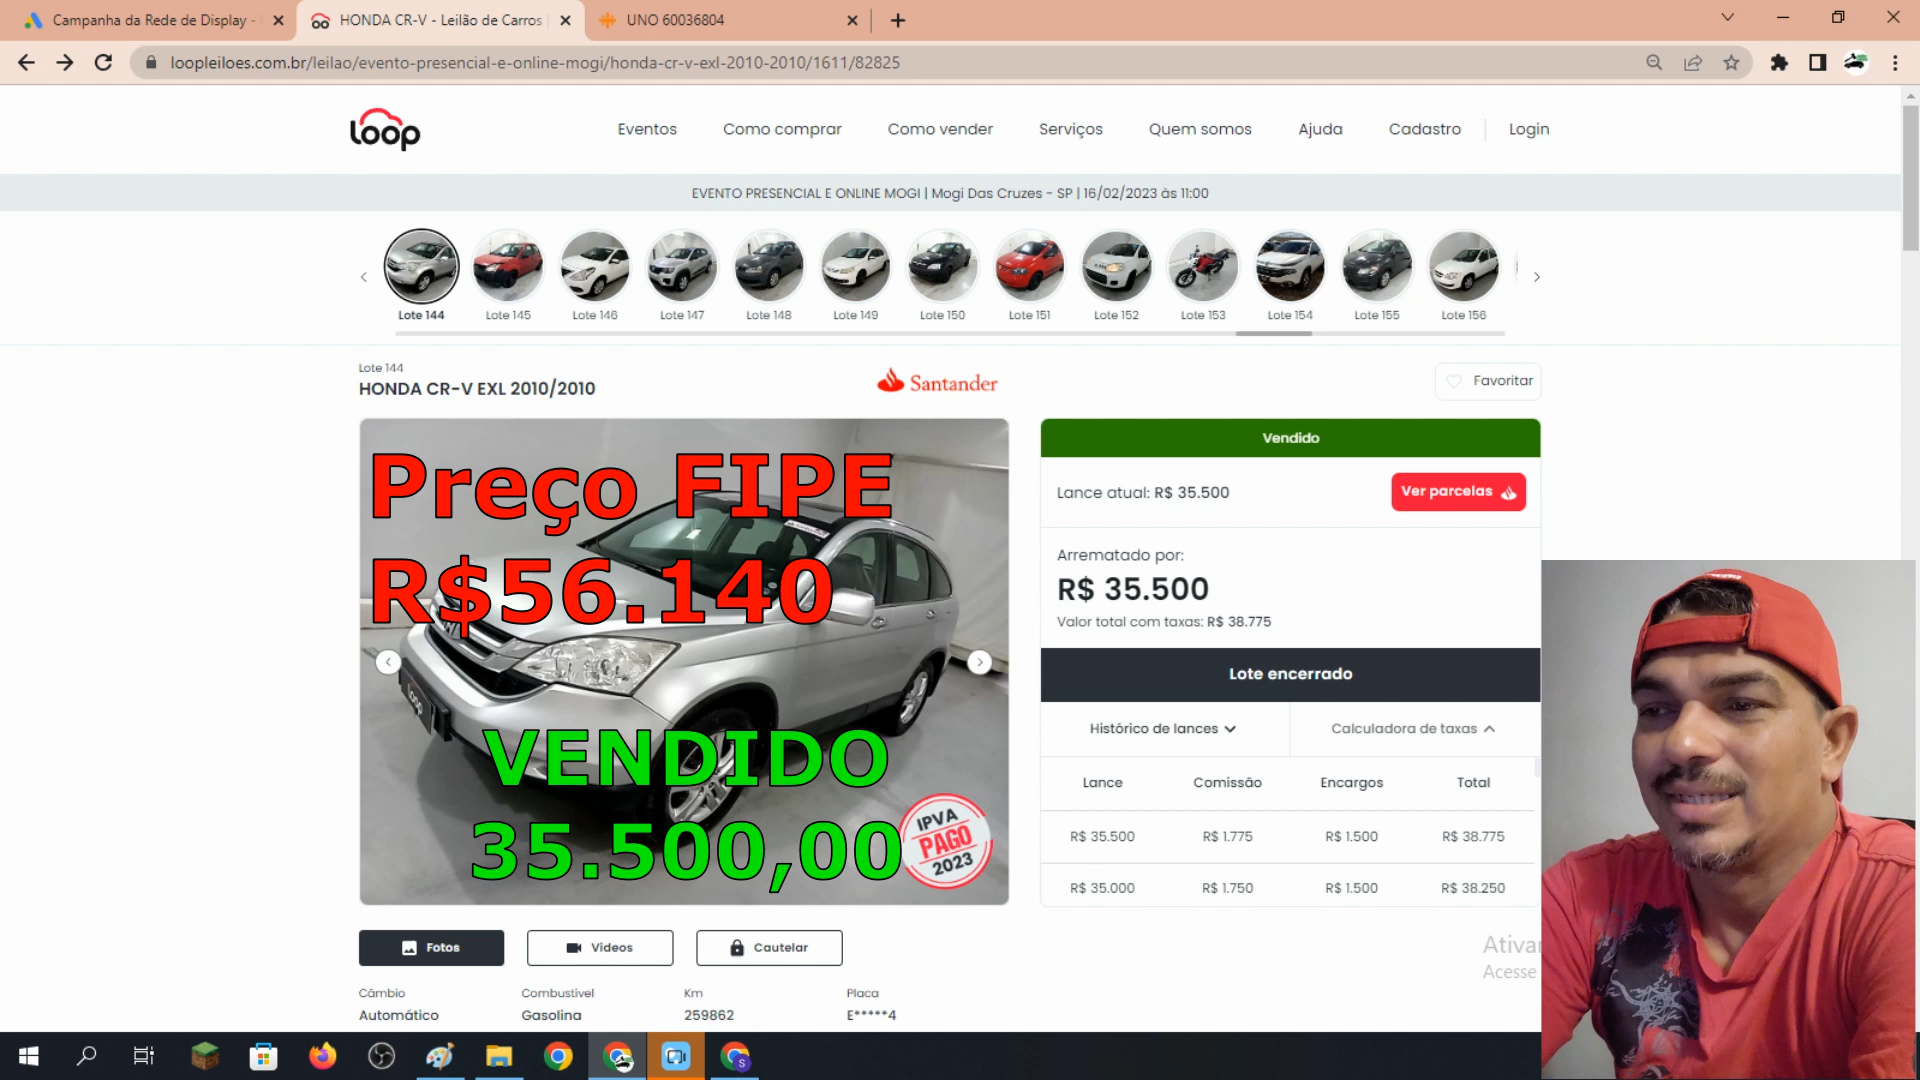 Campanha da Rede de Display -
HONDA CR-V - Leilão de Carros
UNO 60036804
loopleiloes.com.br/leilao/evento-presencial-e-online-mogi/honda-cr-v-exl-2010-2010/1611/82825
loop
Eventos
Como comprar
Como vender
Serviços
Quem somos
Ajuda
Cadastro
Login
EVENTO PRESENCIAL E ONLINE MOGI | Mogi Das Cruzes - SP | 16/02/2023 às 11:00
Lote 144
Lote 145
Lote 146
Lote 147
Lote 148
Lote 149
Lote 150
Lote 151
Lote 152
Lote 153
Lote 154
Lote 155
Lote 156
Lote 144
HONDA CR-V EXL 2010/2010
Santander
Favoritar
Preço FIPE
R$56.140
loop
VENDIDO
35.500,00
IPVA
PAGO
2023
Vendido
Lance atual: R$ 35.500
Ver parcelas
Arrematado por:
R$ 35.500
Valor total com taxas: R$ 38.775
Lote encerrado
Histórico de lances
Calculadora de taxas
Lance Comissão Encargos Total
R$ 35.500 R$ 1.775 R$ 1.500 R$ 38.775
R$ 35.000 R$ 1.750 R$ 1.500 R$ 38.250
Fotos
Vídeos
Cautelar
Ativar
Acesse
Câmbio Combustível Km Placa
Automático Gasolina 259862 E*****4
S